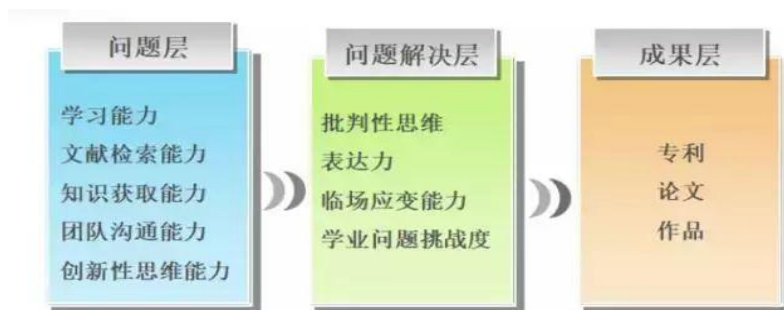 问题层
学习能力
文献检索能力
知识获取能力
团队沟通能力
创新性思维能力
问题解决层
批判性思维
表达力
临场应变能力
学业问题挑战度
成果层
专利
论文
作品